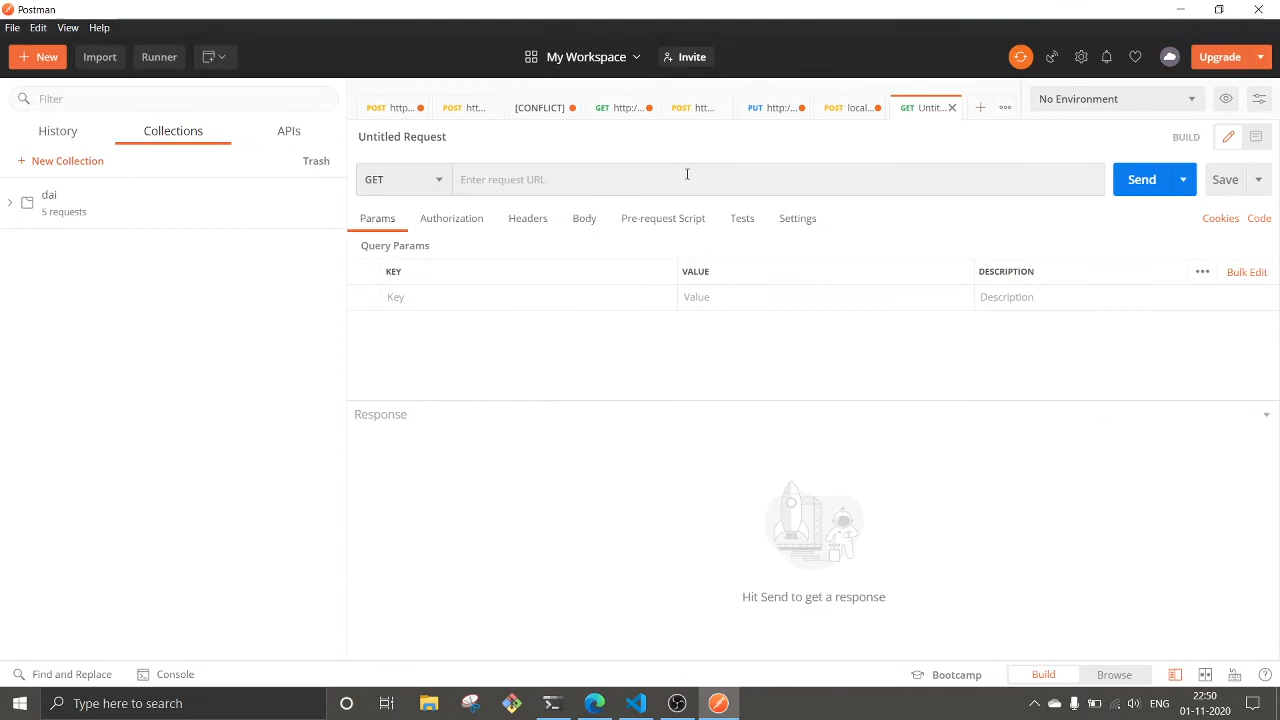 Postman
File Edit View Help
New Import Runner My Workspace Invite Upgrade
Filter
POST http... POST htt... [CONFLICT] GET http:/... POST htt... PUT http:/... POST local... GET Untit... No Environment
History Collections APIs
Untitled Request BUILD
+ New Collection Trash
GET Enter request URL Send Save
dai
5 requests
Params Authorization Headers Body Pre-request Script Tests Settings Cookies Code
Query Params
KEY VALUE DESCRIPTION Bulk Edit
Key Value Description
Response
Hit Send to get a response
Find and Replace Console Bootcamp Build Browse
Type here to search ENG
22:50
01-11-2020